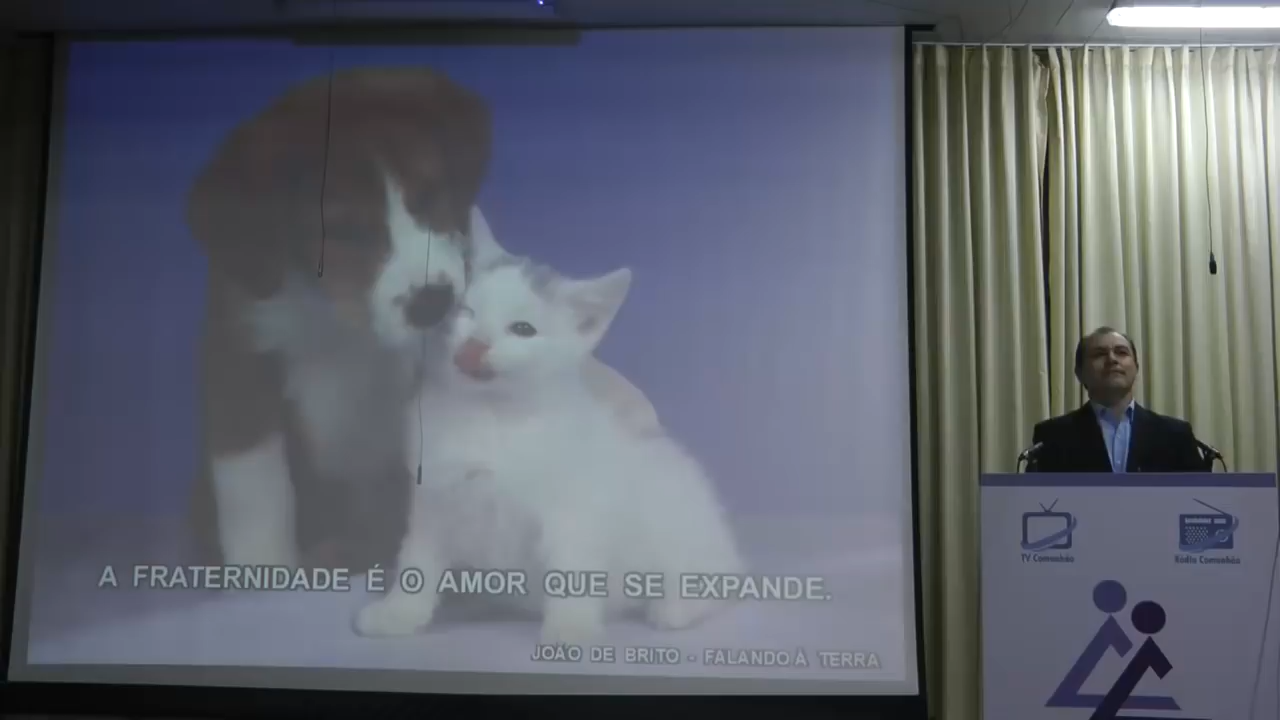 A FRATERNIDADE É O AMOR QUE SE EXPANDE.
JOÃO DE BRITO - FALANDO À TERRA
TV Comunhão
Rádio Comunhão